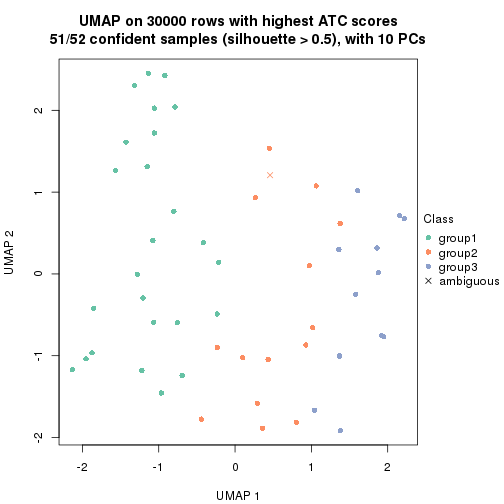 UMAP on 30000 rows with highest ATC scores
51/52 confident samples (silhouette > 0.5), with 10 PCs
UMAP 2
2
1
0
-1
-2
-2
-1
0
1
2
UMAP 1
Class
group1
group2
group3
ambiguous